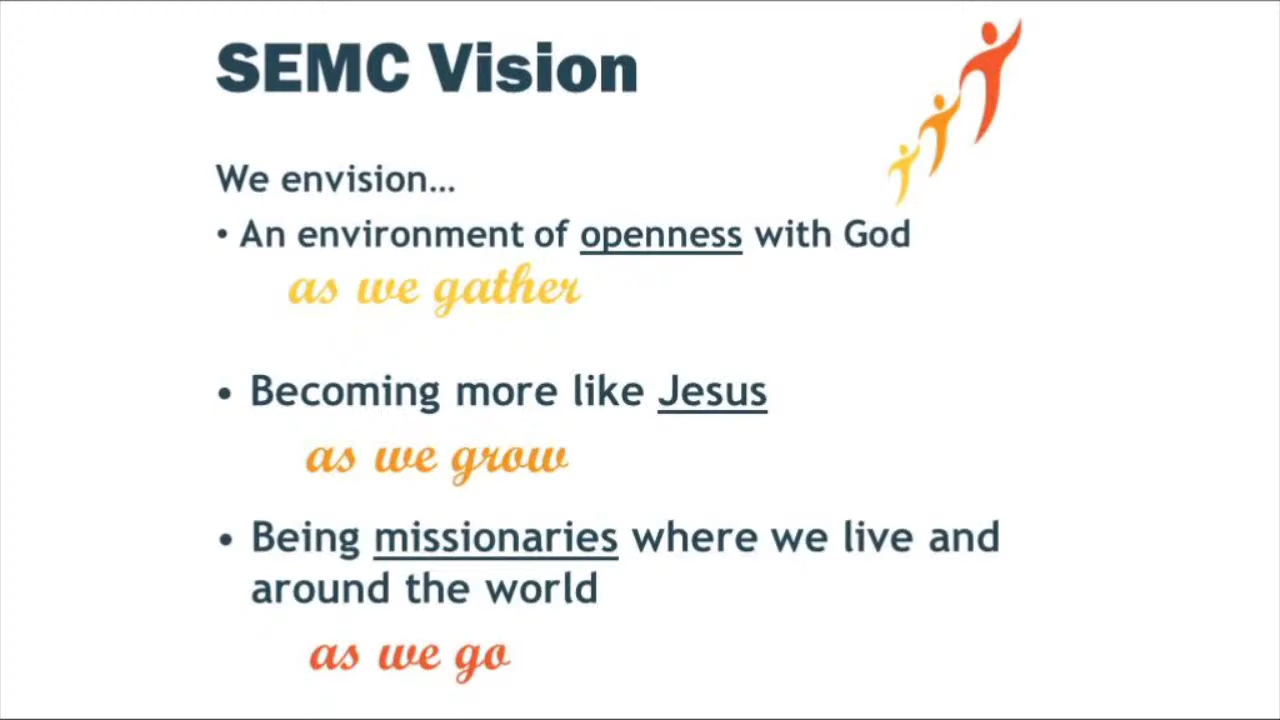 SEMC Vision
We envision…
• An environment of openness with God
as we gather
• Becoming more like Jesus
as we grow
• Being missionaries where we live and
around the world
as we go